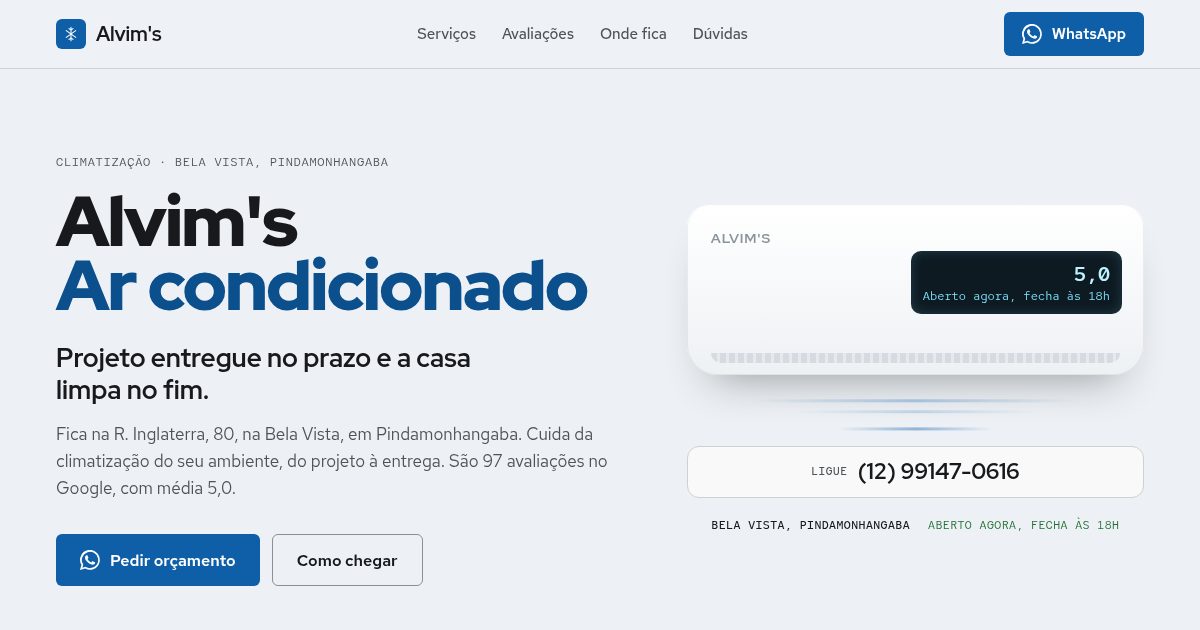 Alvim's
Serviços
Avaliações
Onde fica
Dúvidas
WhatsApp
CLIMATIZAÇÃO · BELA VISTA, PINDAMONHANGABA
Alvim's
Ar condicionado
Projeto entregue no prazo e a casa
limpa no fim.
Fica na R. Inglaterra, 80, na Bela Vista, em Pindamonhangaba. Cuida da
climatização do seu ambiente, do projeto à entrega. São 97 avaliações no
Google, com média 5,0.
Pedir orçamento
Como chegar
ALVIM'S
5,0
Aberto agora, fecha às 18h
LIGUE (12) 99147-0616
BELA VISTA, PINDAMONHANGABA
ABERTO AGORA, FECHA ÀS 18H